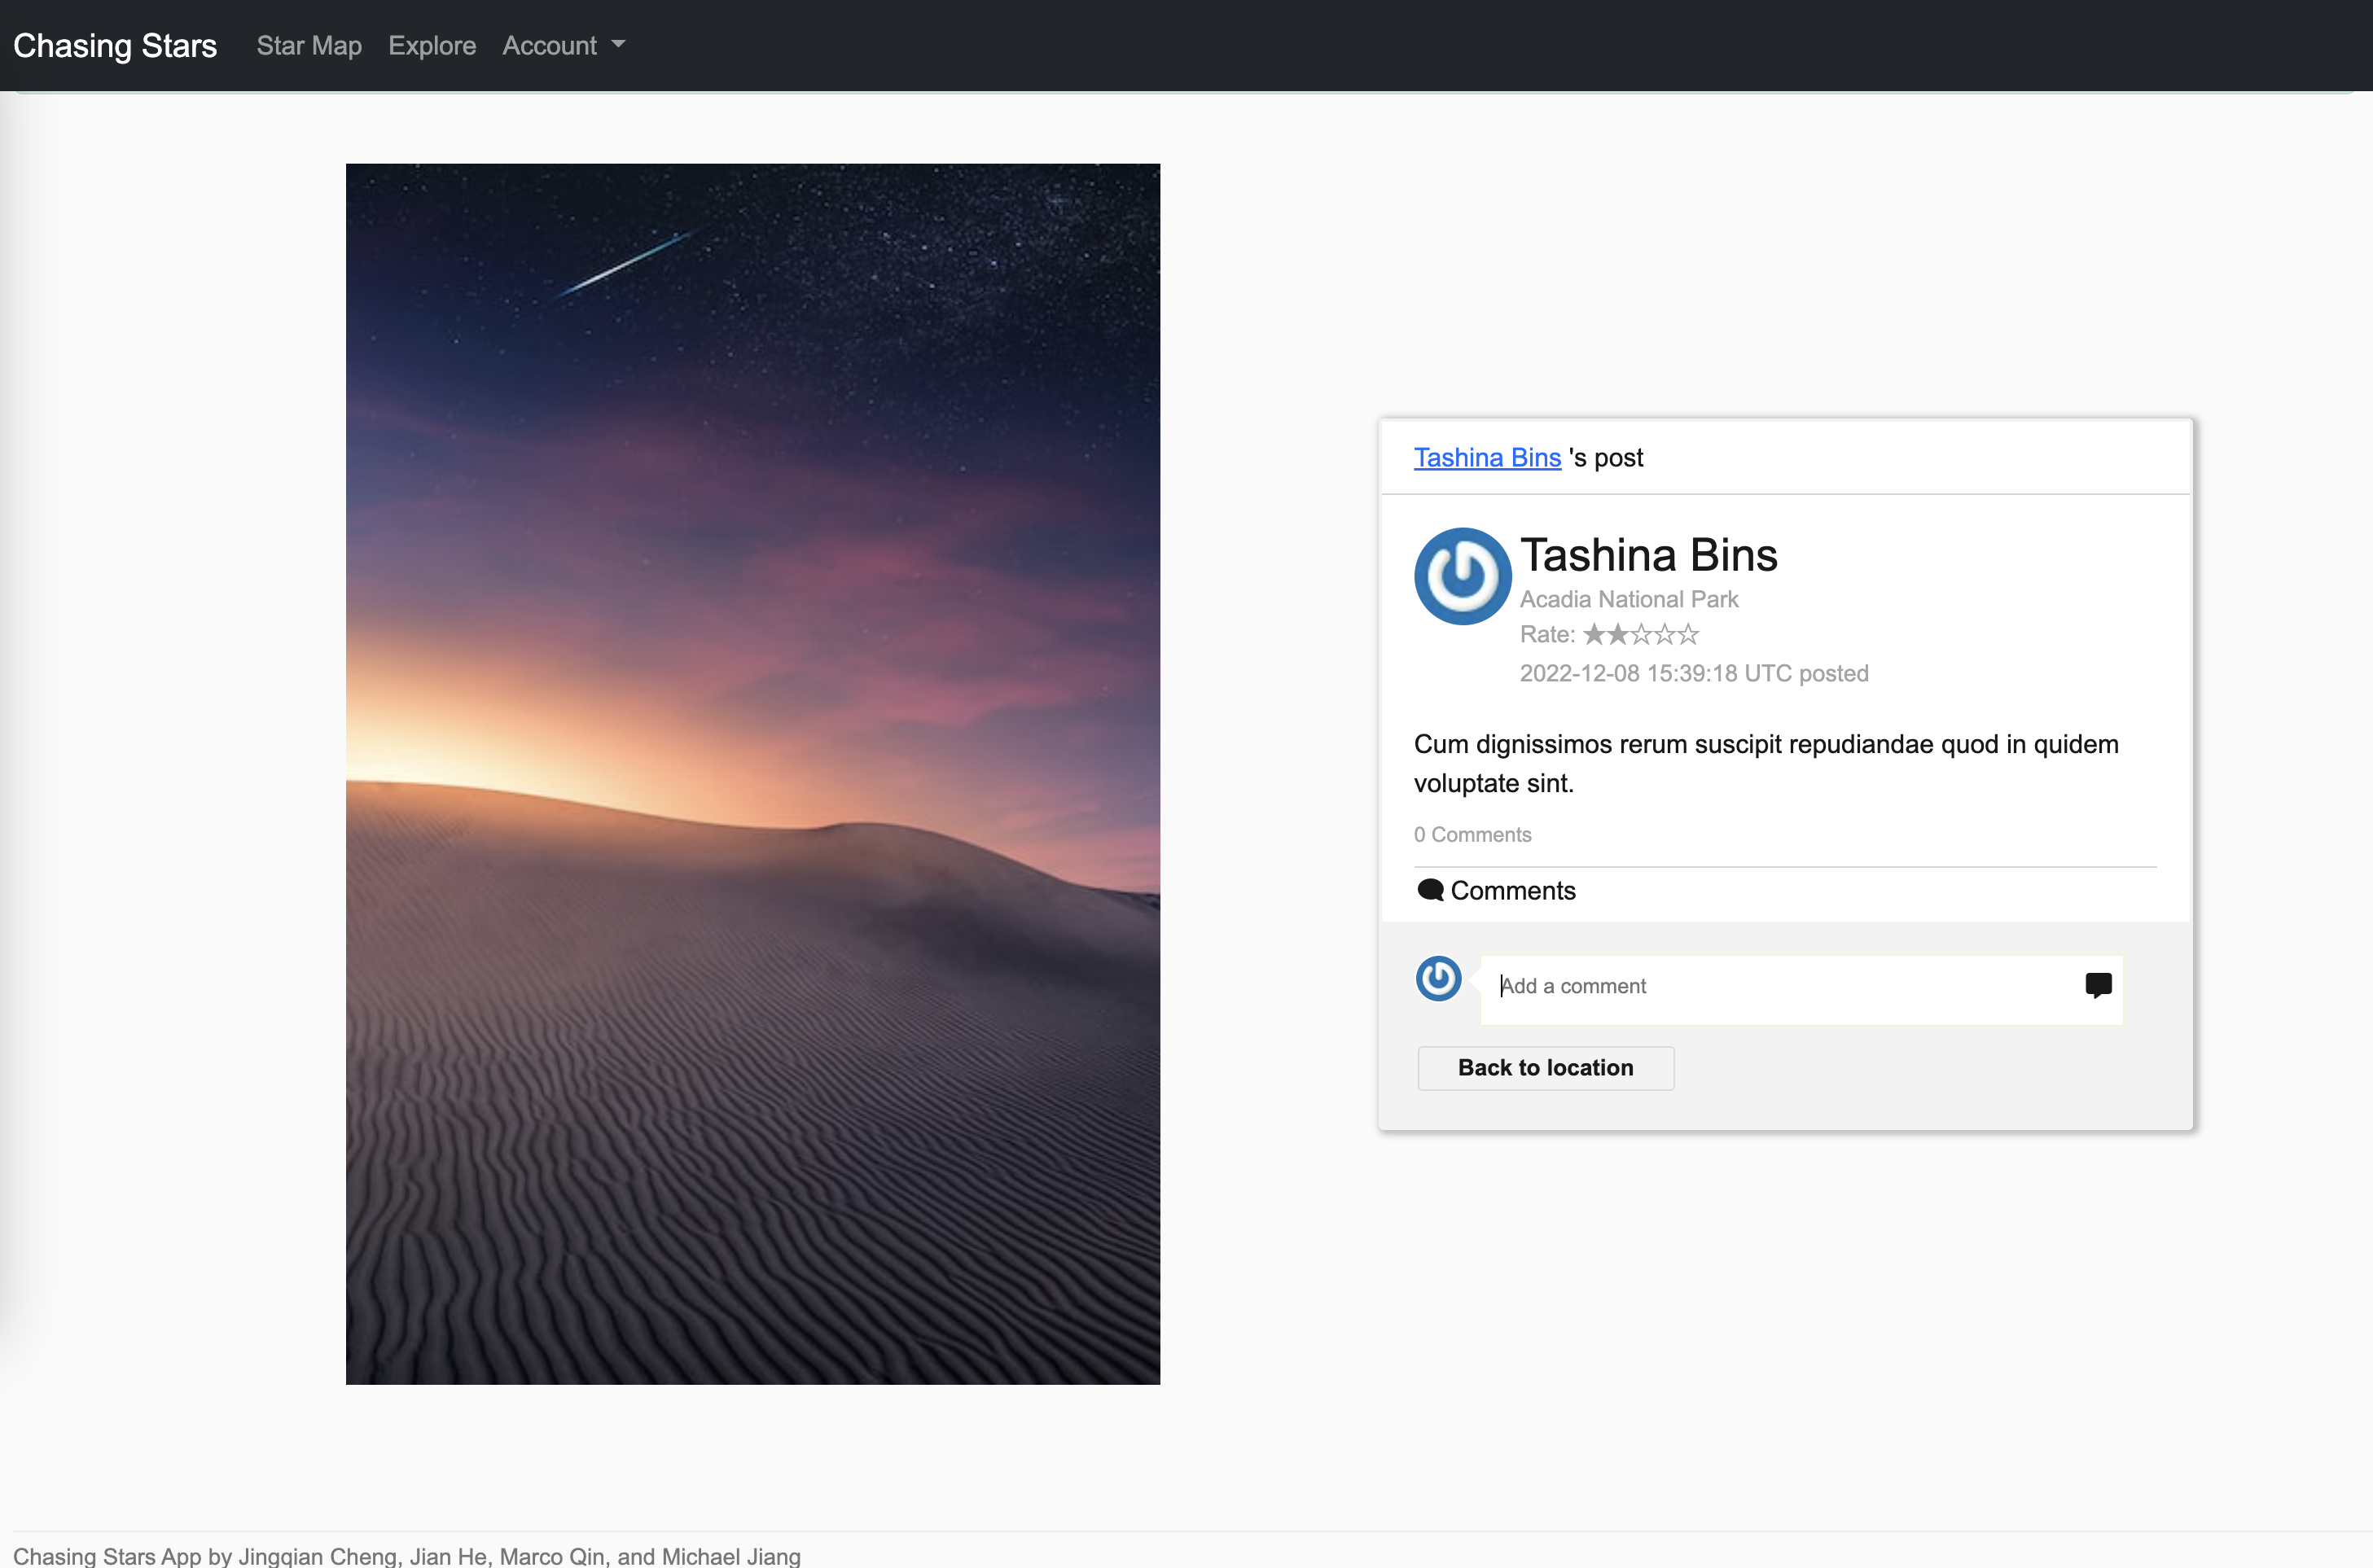 Chasing Stars Star Map Explore Account
Tashina Bins 's post
Tashina Bins
Acadia National Park
Rate: ★★☆☆☆
2022-12-08 15:39:18 UTC posted
Cum dignissimos rerum suscipit repudiandae quod in quidem
voluptate sint.
0 Comments
Comments
Add a comment
Back to location
Chasing Stars App by Jingqian Cheng, Jian He, Marco Qin, and Michael Jiang